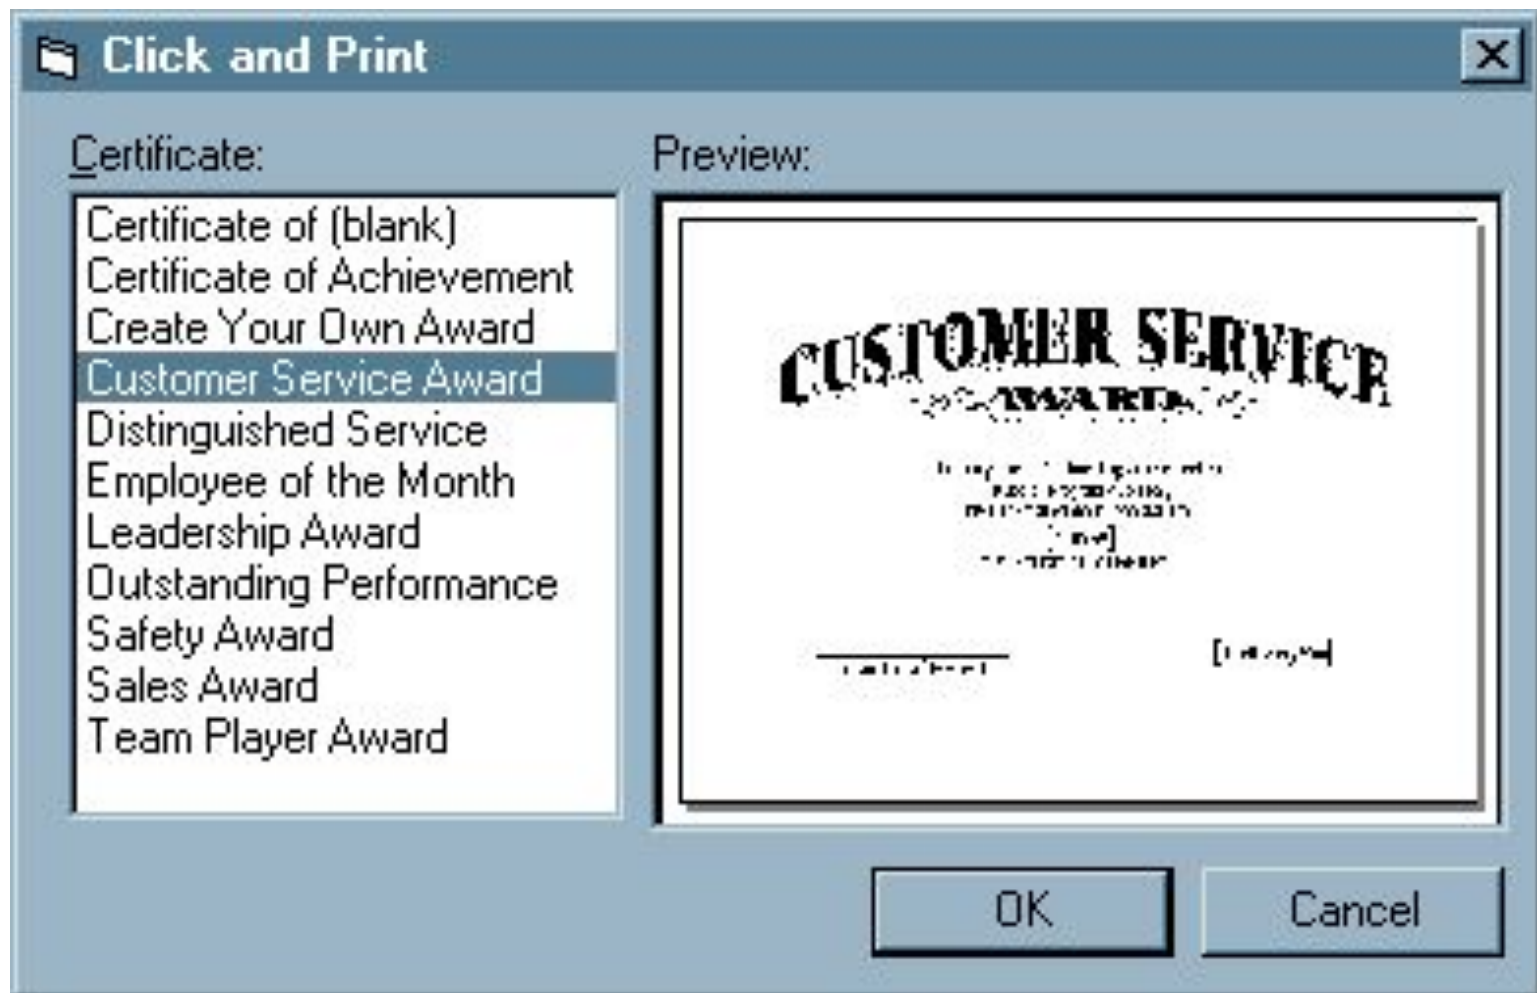 Click and Print
Certificate:
Certificate of (blank)
Certificate of Achievement
Create Your Own Award
Customer Service Award
Distinguished Service
Employee of the Month
Leadership Award
Outstanding Performance
Safety Award
Sales Award
Team Player Award
Preview:
CUSTOMER SERVICE
AWARD
OK
Cancel